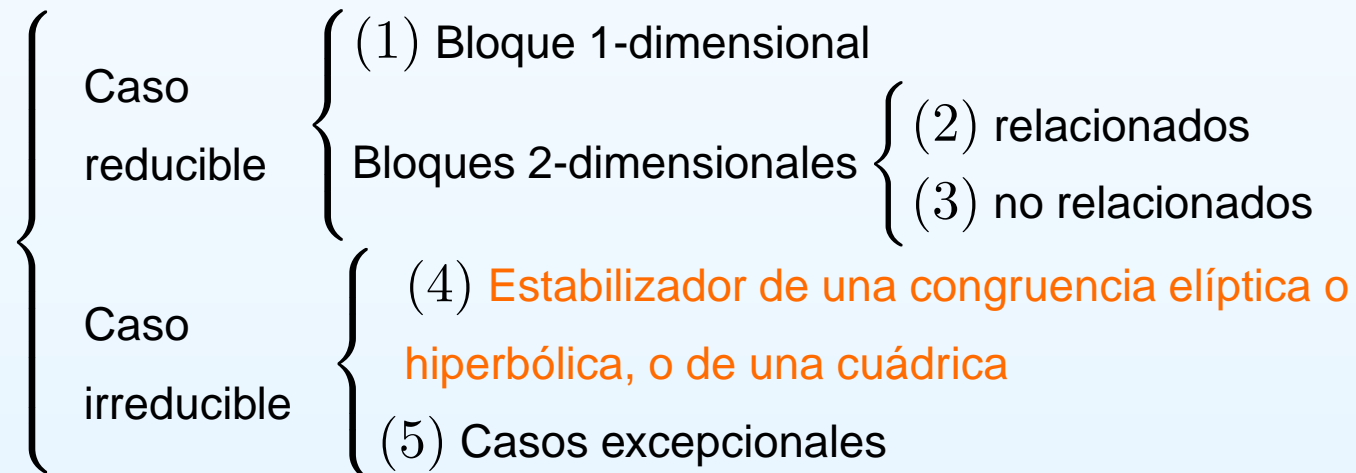 Caso
reducible
(1) Bloque 1-dimensional
Bloques 2-dimensionales
(2) relacionados
(3) no relacionados
Caso
irreducible
(4) Estabilizador de una congruencia elíptica o
hiperbólica, o de una cuádrica
(5) Casos excepcionales